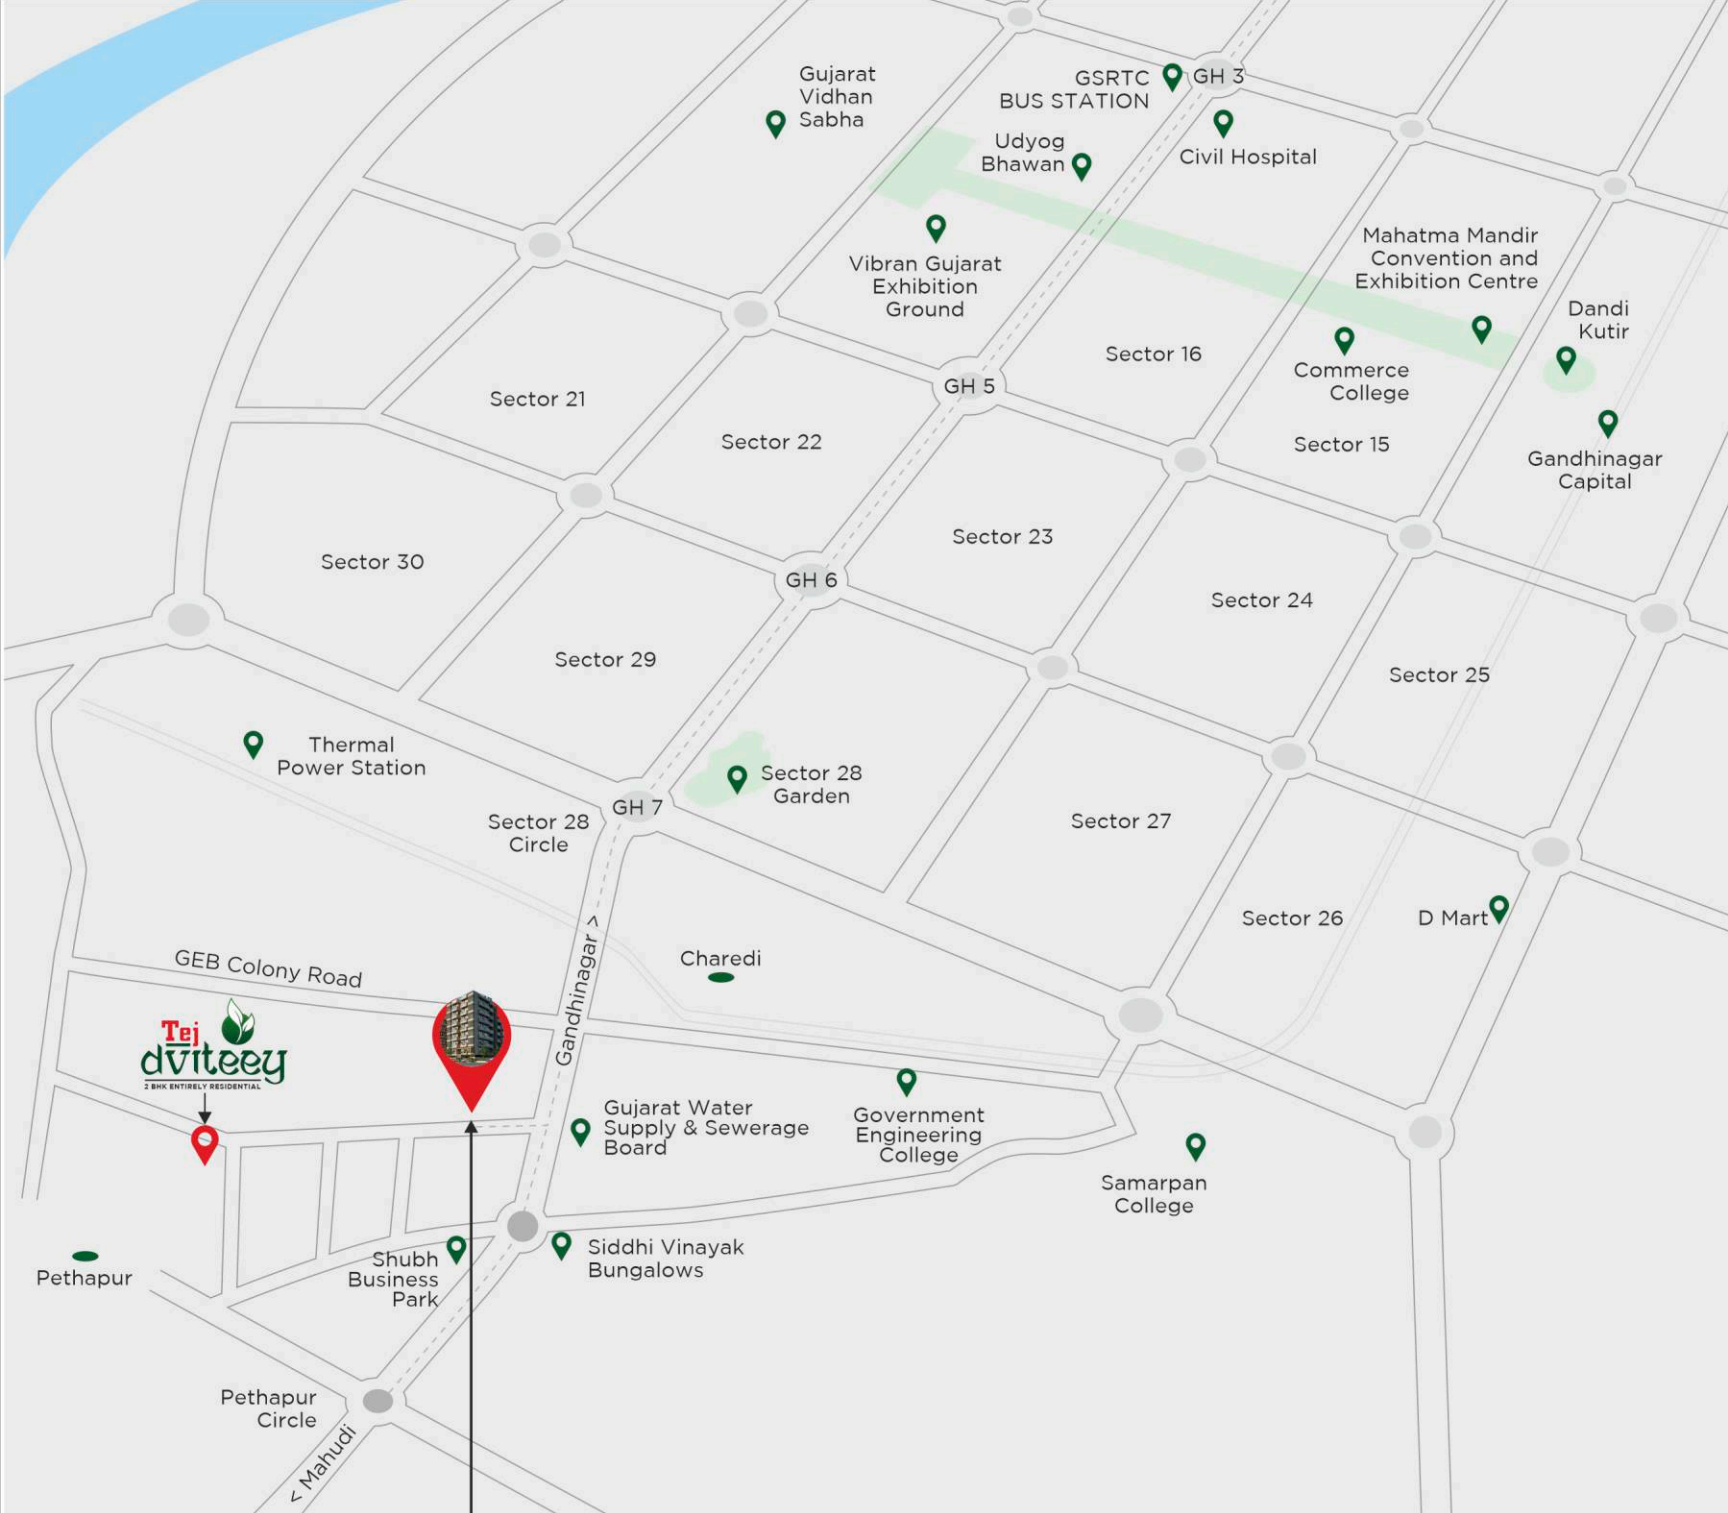 Gujarat
Vidhan
Sabha
GSRTC
BUS STATION
GH 3
Udyog
Bhawan
Civil Hospital
Vibran Gujarat
Exhibition
Ground
Mahatma Mandir
Convention and
Exhibition Centre
Dandi
Kutir
Sector 16
Commerce
College
GH 5
Sector 21
Sector 22
Sector 15
Gandhinagar
Capital
Sector 30
Sector 23
GH 6
Sector 24
Sector 29
Sector 25
Thermal
Power Station
Sector 28
Garden
GH 7
Sector 28
Circle
Sector 27
Sector 26
D Mart
GEB Colony Road
Charedi
Gandhinagar >
Tej
dviteey
2 BHK ENTIRELY RESIDENTIAL
Gujarat Water
Supply & Sewerage
Board
Government
Engineering
College
Samarpan
College
Shubh
Business
Park
Siddhi Vinayak
Bungalows
Pethapur
Pethapur
Circle
< Mahudi